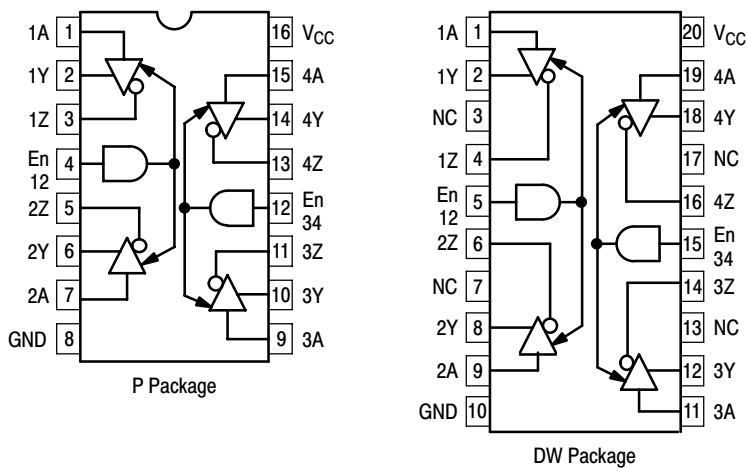 1A 1
1Y 2
1Z 3
En 12 4
2Z 5
2Y 6
2A 7
GND 8
16 VCC
15 4A
14 4Y
13 4Z
12 En 34
11 3Z
10 3Y
9 3A
P Package
1A 1
1Y 2
NC 3
1Z 4
En 12 5
2Z 6
NC 7
2Y 8
2A 9
GND 10
20 VCC
19 4A
18 4Y
17 NC
16 4Z
15 En 34
14 3Z
13 NC
12 3Y
11 3A
DW Package